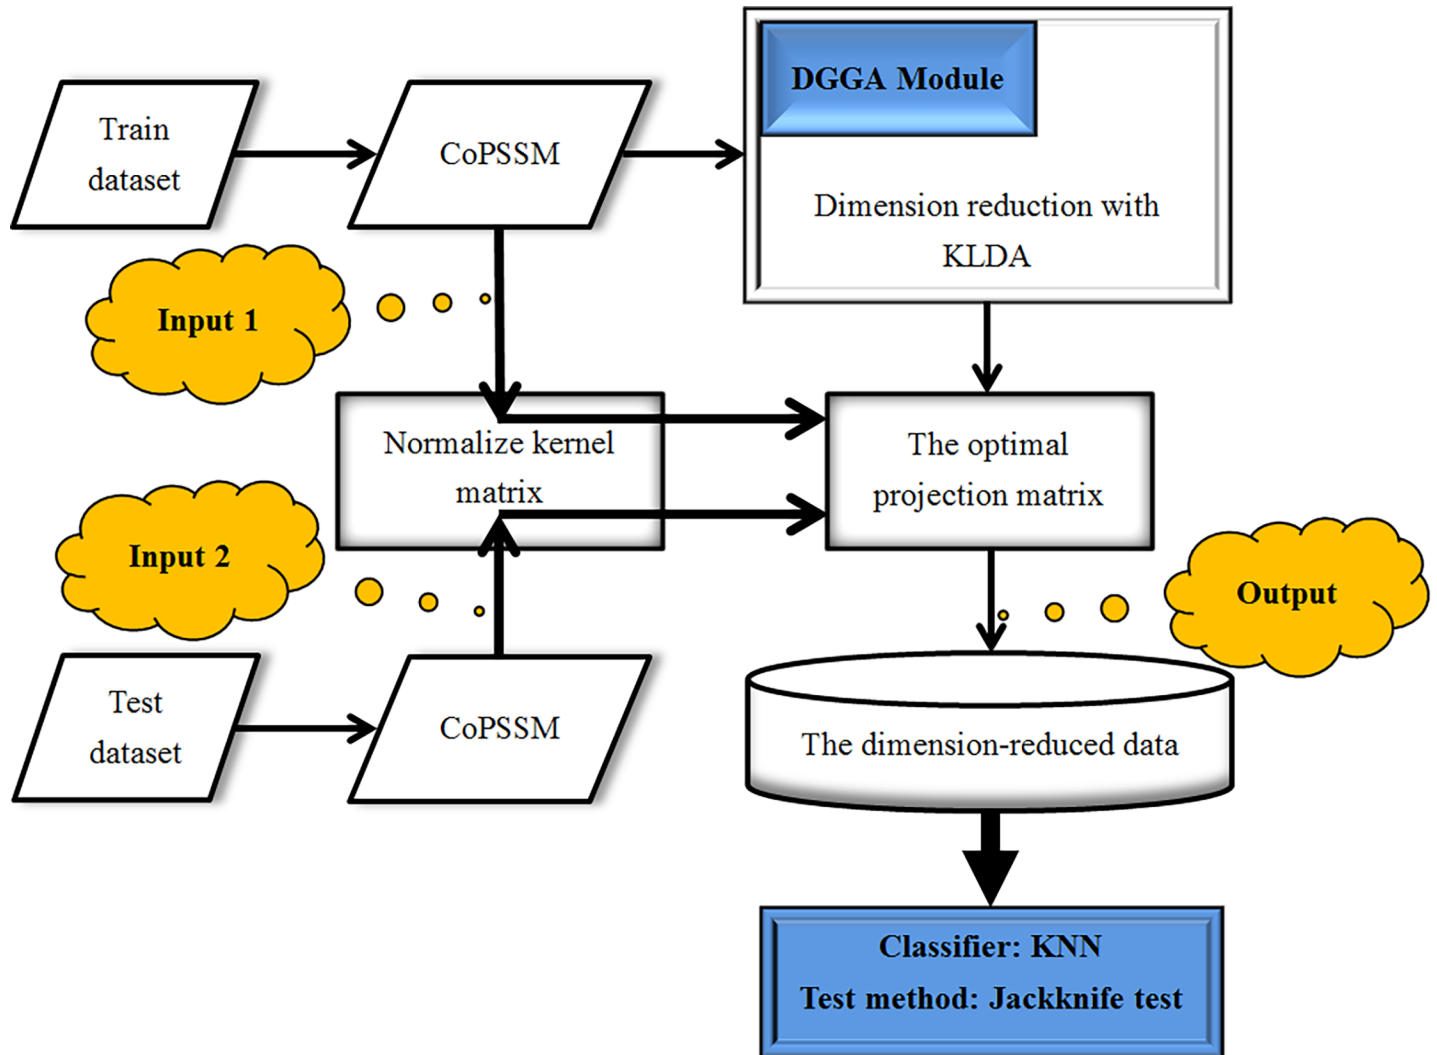 DGGA Module
Train
dataset
CoPSSM
Dimension reduction with
KLDA
Input 1
Normalize kernel
matrix
The optimal
projection matrix
Input 2
Output
Test
dataset
CoPSSM
The dimension-reduced data
Classifier: KNN
Test method: Jackknife test